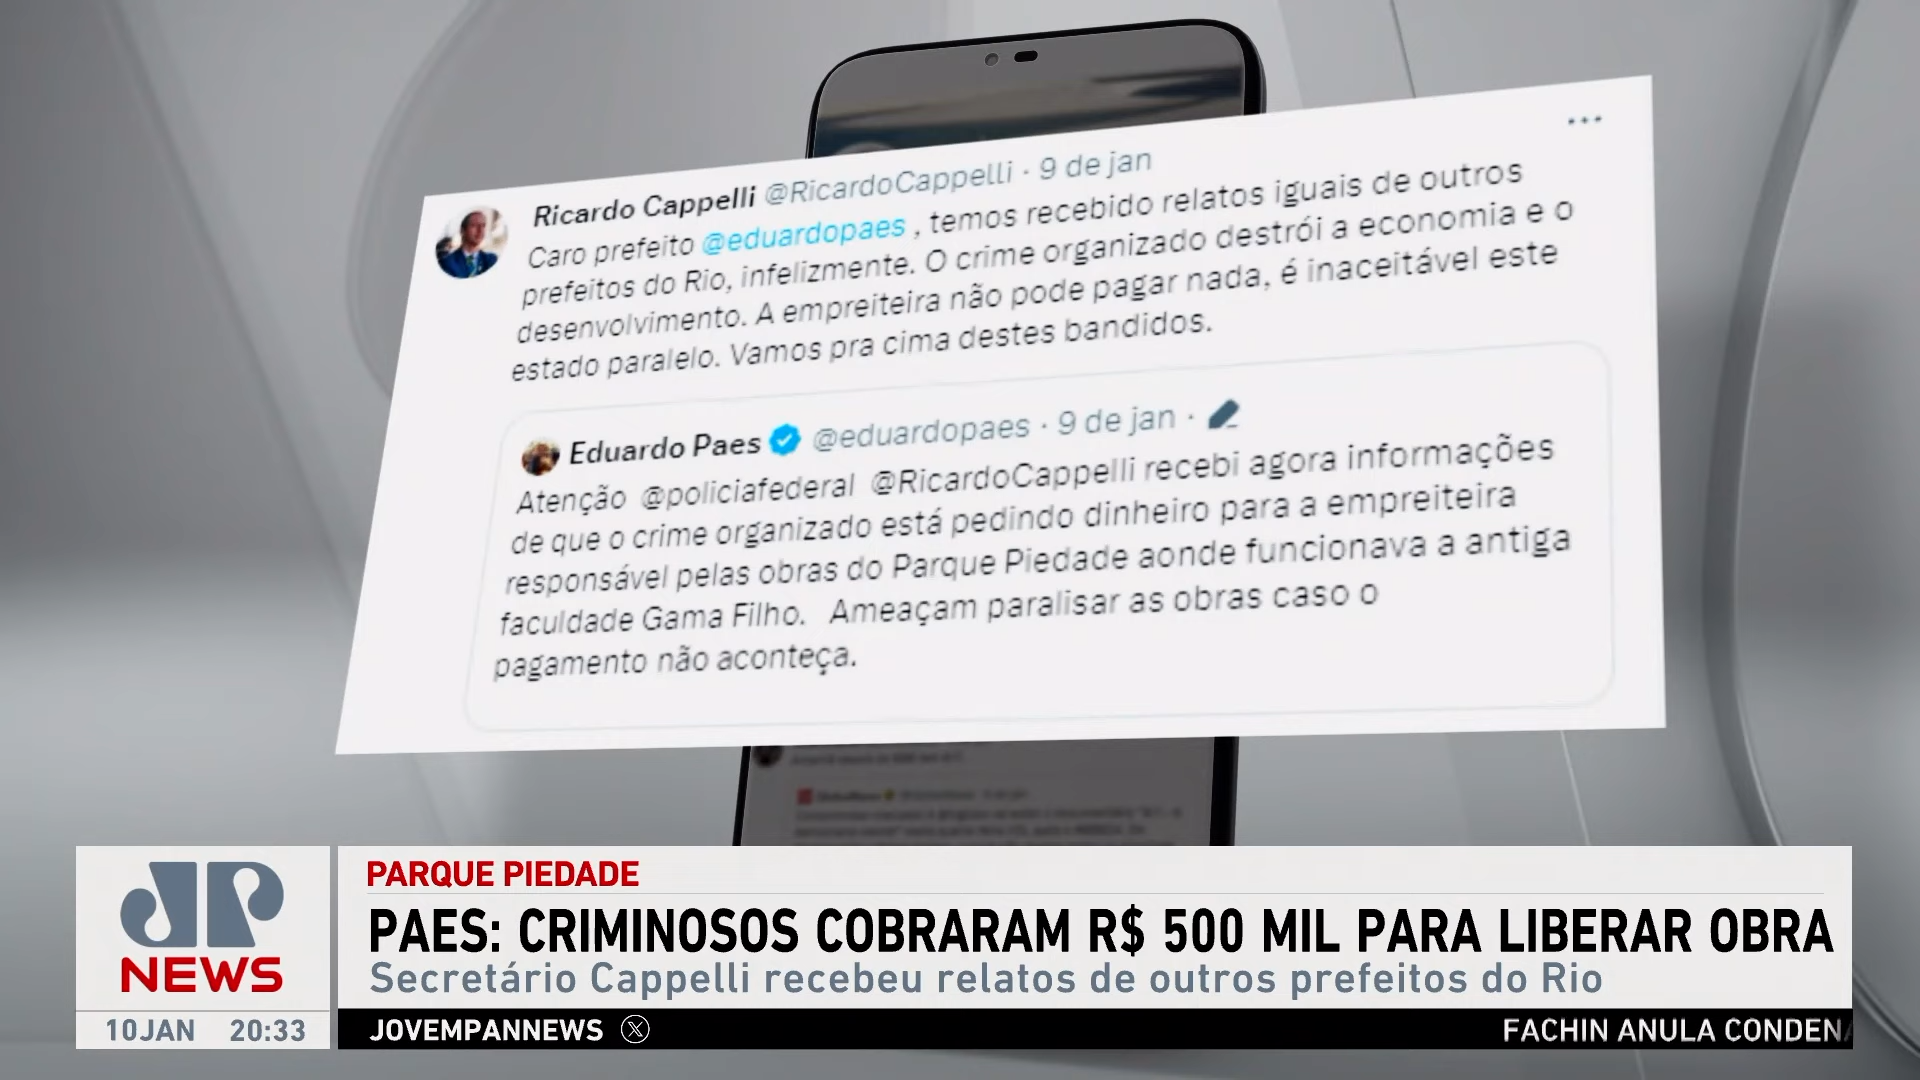 Ricardo Cappelli @RicardoCappelli · 9 de jan
Caro prefeito @eduardopaes , temos recebido relatos iguais de outros
prefeitos do Rio, infelizmente. O crime organizado destrói a economia e o
desenvolvimento. A empreiteira não pode pagar nada, é inaceitável este
estado paralelo. Vamos pra cima destes bandidos.
Eduardo Paes @eduardopaes · 9 de jan ·
Atenção @policiafederal @RicardoCappelli recebi agora informações
de que o crime organizado está pedindo dinheiro para a empreiteira
responsável pelas obras do Parque Piedade aonde funcionava a antiga
faculdade Gama Filho. Ameaçam paralisar as obras caso o
pagamento não aconteça.
JP
NEWS
PARQUE PIEDADE
PAES: CRIMINOSOS COBRARAM R$ 500 MIL PARA LIBERAR OBRA
Secretário Cappelli recebeu relatos de outros prefeitos do Rio
10JAN 20:33
JOVEMPANNEWS
FACHIN ANULA CONDENA